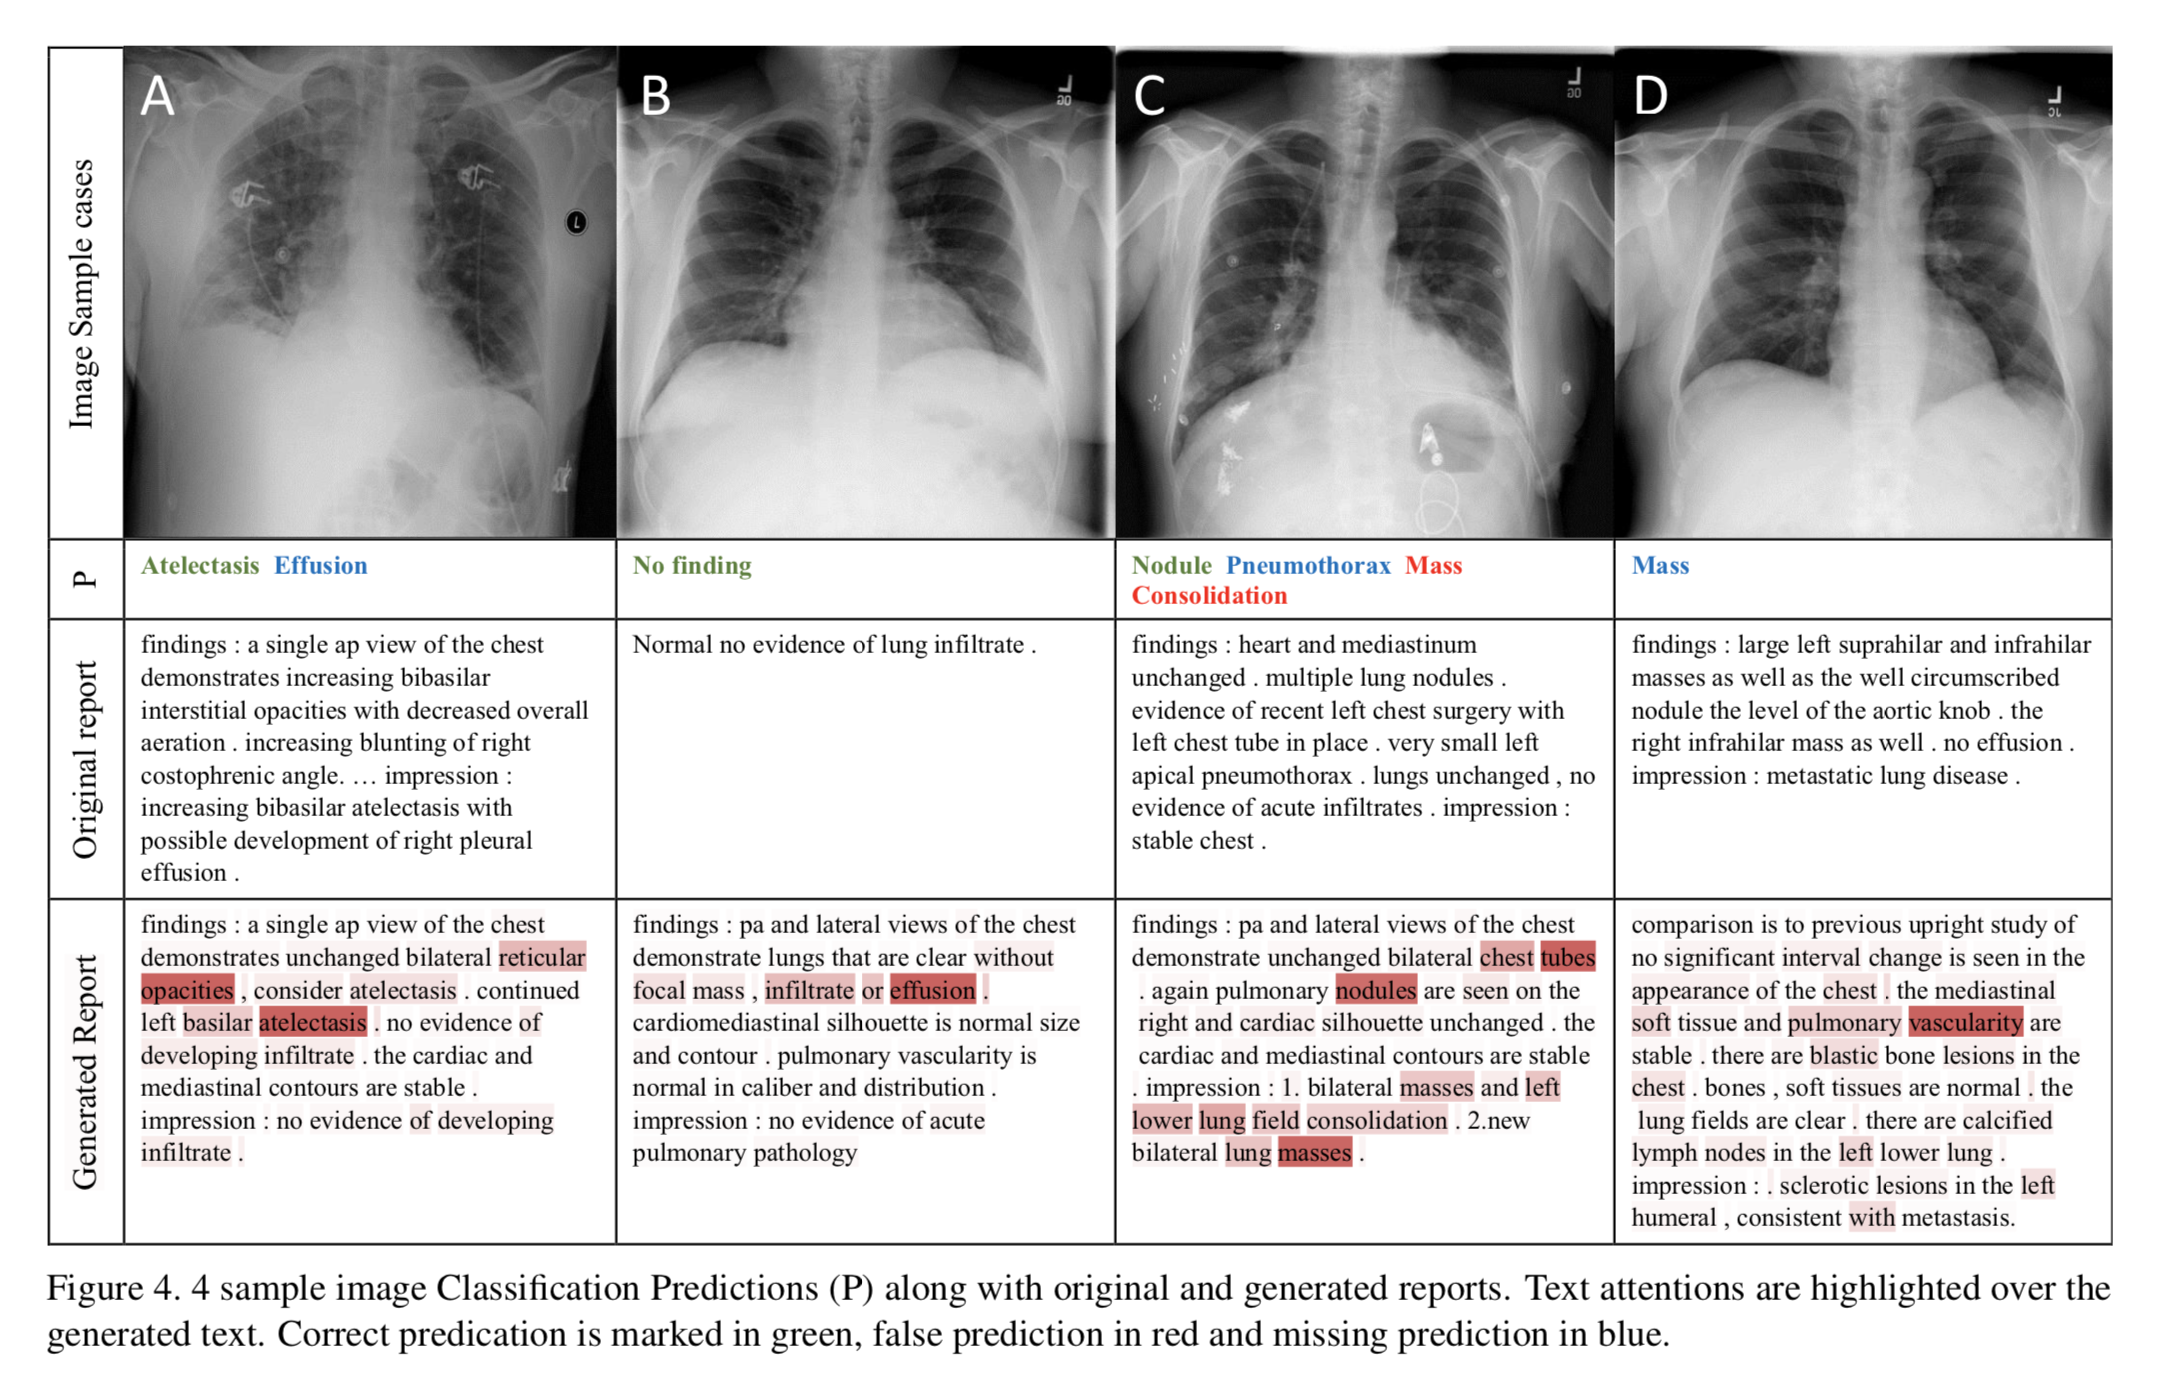 Image Sample cases
A
B
C
D
L
L
L
L
P
Atelectasis Effusion
No finding
Nodule Pneumothorax Mass
Consolidation
Mass
Original report
findings : a single ap view of the chest
demonstrates increasing bibasilar
interstitial opacities with decreased overall
aeration . increasing blunting of right
costophrenic angle. … impression :
increasing bibasilar atelectasis with
possible development of right pleural
effusion .
Normal no evidence of lung infiltrate .
findings : heart and mediastinum
unchanged . multiple lung nodules .
evidence of recent left chest surgery with
left chest tube in place . very small left
apical pneumothorax . lungs unchanged , no
evidence of acute infiltrates . impression :
stable chest .
findings : large left suprahilar and infrahilar
masses as well as the well circumscribed
nodule the level of the aortic knob . the
right infrahilar mass as well . no effusion .
impression : metastatic lung disease .
Generated Report
findings : a single ap view of the chest
demonstrates unchanged bilateral reticular
opacities , consider atelectasis . continued
left basilar atelectasis . no evidence of
developing infiltrate . the cardiac and
mediastinal contours are stable .
impression : no evidence of developing
infiltrate .
findings : pa and lateral views of the chest
demonstrate lungs that are clear without
focal mass , infiltrate or effusion .
cardiomediastinal silhouette is normal size
and contour . pulmonary vascularity is
normal in caliber and distribution .
impression : no evidence of acute
pulmonary pathology
findings : pa and lateral views of the chest
demonstrate unchanged bilateral chest tubes
. again pulmonary nodules are seen on the
right and cardiac silhouette unchanged . the
cardiac and mediastinal contours are stable
. impression : 1. bilateral masses and left
lower lung field consolidation . 2.new
bilateral lung masses .
comparison is to previous upright study of
no significant interval change is seen in the
appearance of the chest . the mediastinal
soft tissue and pulmonary vascularity are
stable . there are blastic bone lesions in the
chest . bones , soft tissues are normal . the
lung fields are clear . there are calcified
lymph nodes in the left lower lung .
impression : . sclerotic lesions in the left
humeral , consistent with metastasis.
Figure 4. 4 sample image Classification Predictions (P) along with original and generated reports. Text attentions are highlighted over the
generated text. Correct predication is marked in green, false prediction in red and missing prediction in blue.